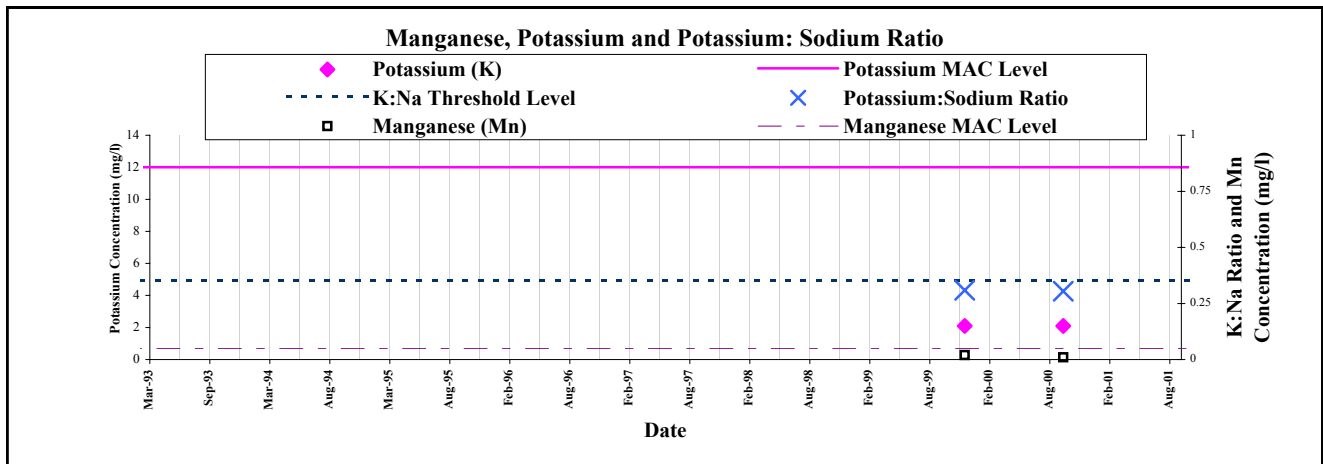 Manganese, Potassium and Potassium: Sodium Ratio
Potassium (K)
Potassium MAC Level
K:Na Threshold Level
Potassium:Sodium Ratio
Manganese (Mn)
Manganese MAC Level
Potassium Concentration (mg/l)
14
12
10
8
6
4
2
0
1
0.75
0.5
0.25
0
K:Na Ratio and Mn
Concentration (mg/l)
Mar-93
Sep-93
Mar-94
Aug-94
Mar-95
Aug-95
Feb-96
Aug-96
Feb-97
Aug-97
Feb-98
Aug-98
Feb-99
Aug-99
Feb-00
Aug-00
Feb-01
Aug-01
Date